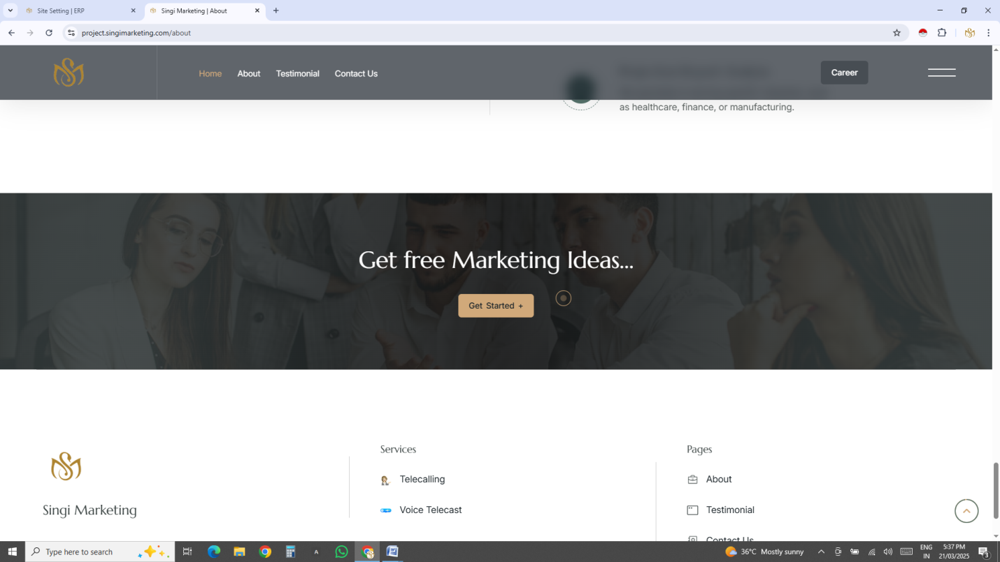 Site Setting | ERP
Singi Marketing | About
project.singimarketing.com/about
Home
About
Testimonial
Contact Us
Career
as healthcare, finance, or manufacturing.
Get free Marketing Ideas...
Get Started +
Singi Marketing
Services
Telecalling
Voice Telecast
Pages
About
Testimonial
Contact Us
Type here to search
A
36°C Mostly sunny
ENG
IN
5:37 PM
21/03/2025
3